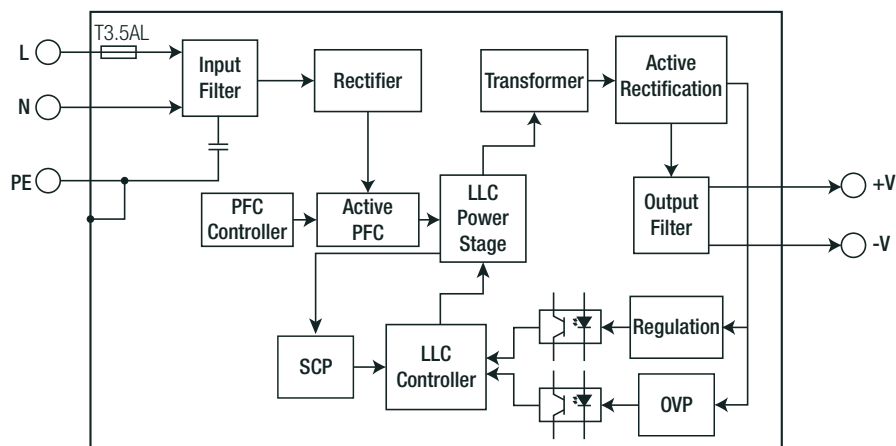 T3.5AL
L
Input
Filter
Rectifier
Transformer
Active
Rectification
N
PE
PFC
Controller
Active
PFC
LLC
Power
Stage
Output
Filter
+V
-V
SCP
LLC
Controller
Regulation
OVP